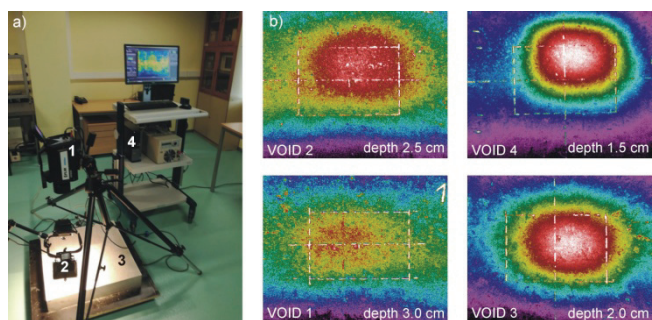 a)
1
4
2
3
b)
VOID 2 depth 2.5 cm
VOID 4 depth 1.5 cm
1
VOID 1 depth 3.0 cm
VOID 3 depth 2.0 cm